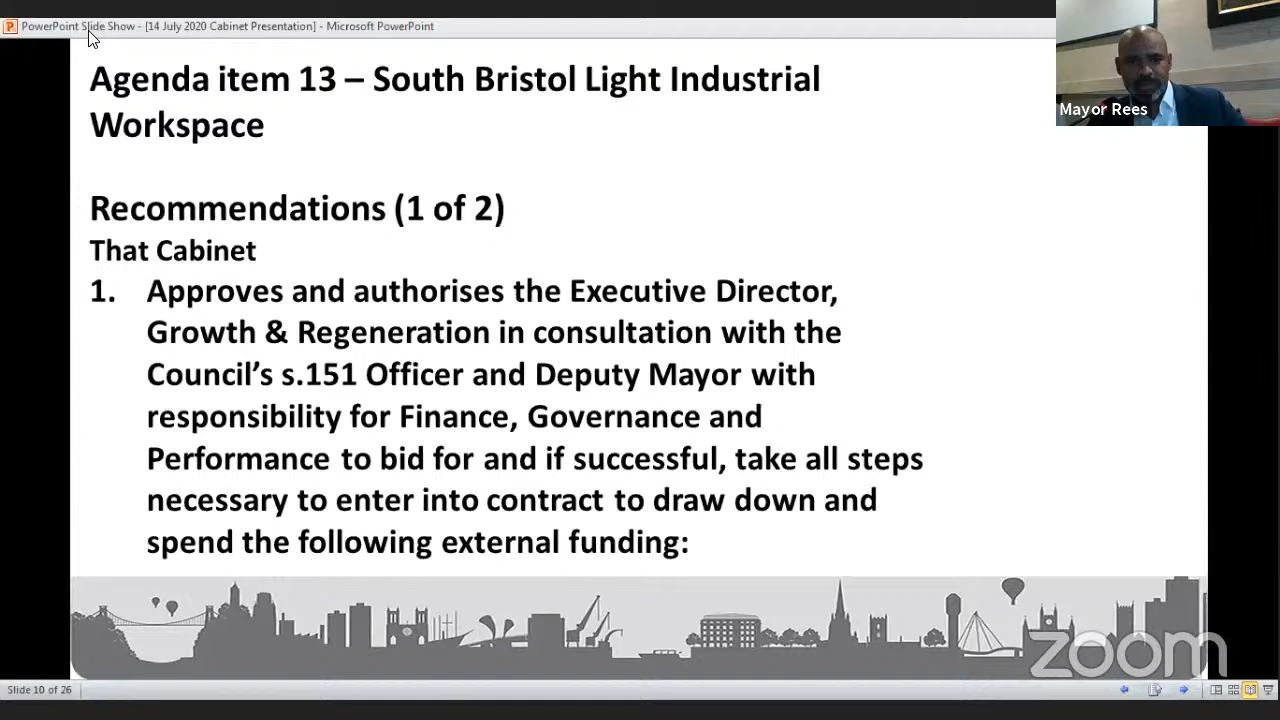 PowerPoint Slide Show - [14 July 2020 Cabinet Presentation] - Microsoft PowerPoint
Mayor Rees
Agenda item 13 – South Bristol Light Industrial
Workspace
Recommendations (1 of 2)
That Cabinet
1. Approves and authorises the Executive Director,
Growth & Regeneration in consultation with the
Council’s s.151 Officer and Deputy Mayor with
responsibility for Finance, Governance and
Performance to bid for and if successful, take all steps
necessary to enter into contract to draw down and
spend the following external funding:
zoom
Slide 10 of 26